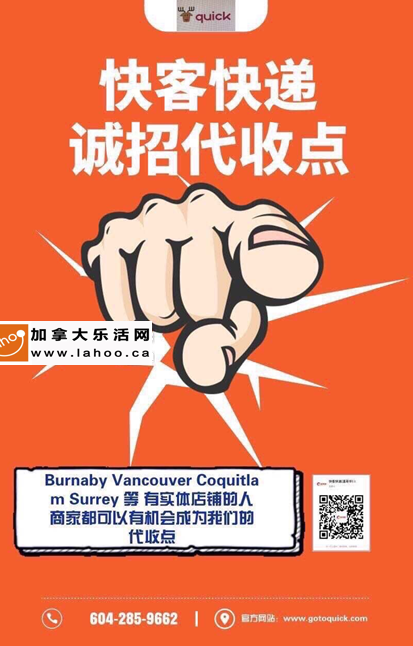 quick
快客快递
诚招代收点
加拿大乐活网
www.lahoo.ca
Burnaby Vancouver Coquitla
m Surrey 等 有实体店铺的人
商家都可以有机会成为我们的
代收点
604-285-9662
官方网站：www.gotoquick.com